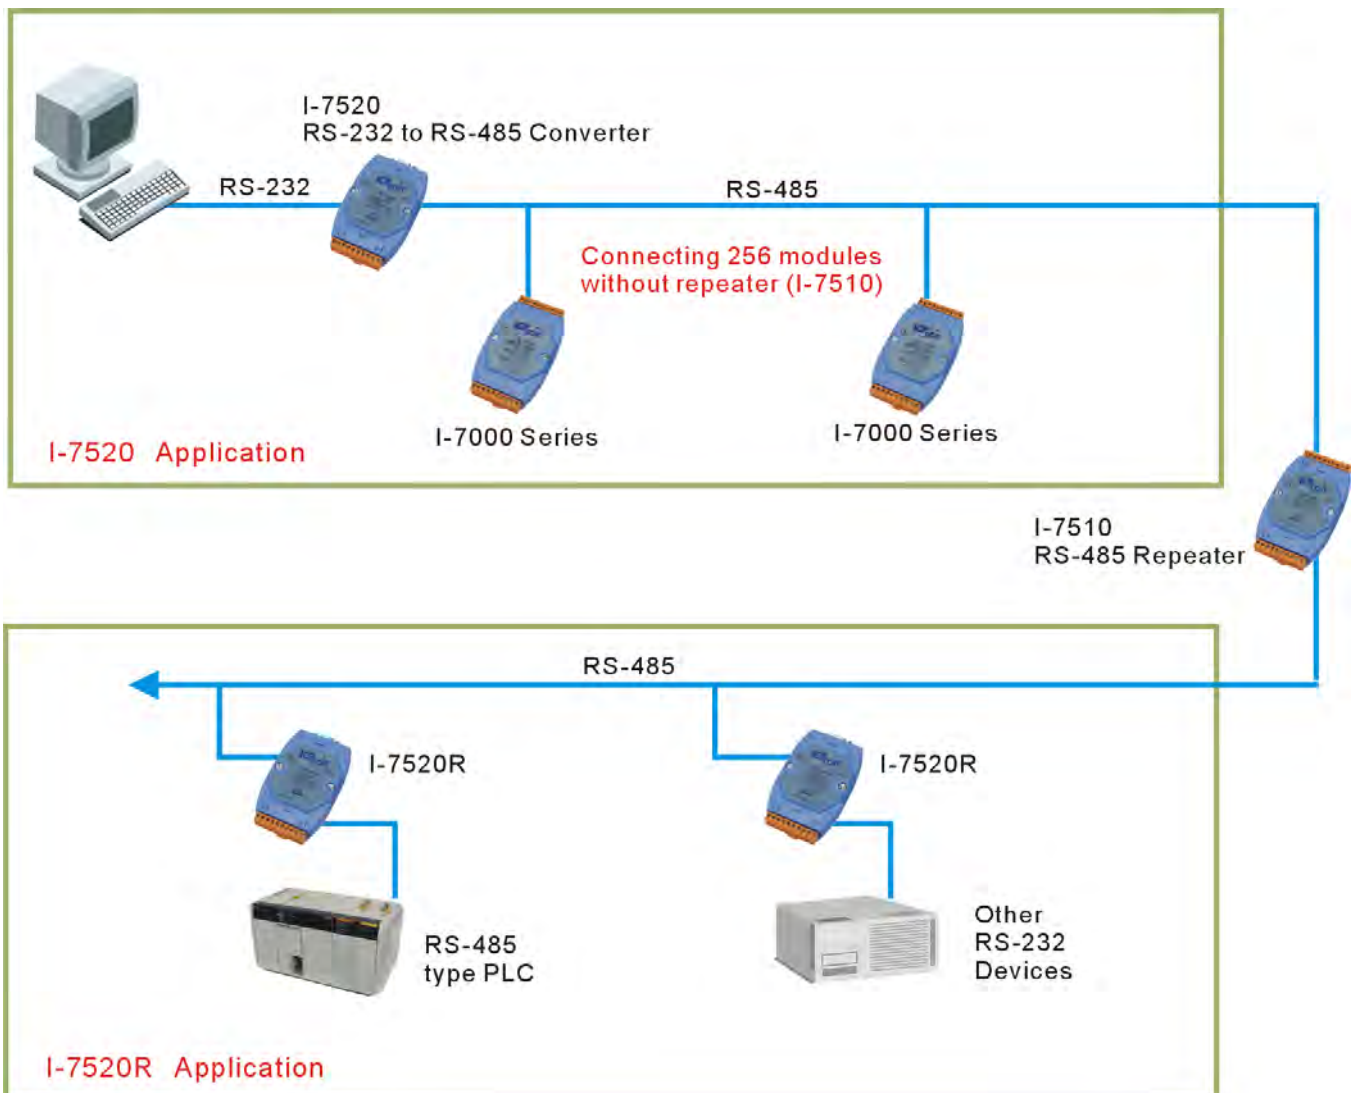 I-7520
RS-232 to RS-485 Converter
RS-232
RS-485
Connecting 256 modules
without repeater (I-7510)
I-7000 Series
I-7000 Series
I-7520 Application
I-7510
RS-485 Repeater
RS-485
I-7520R
I-7520R
RS-485
type PLC
Other
RS-232
Devices
I-7520R Application